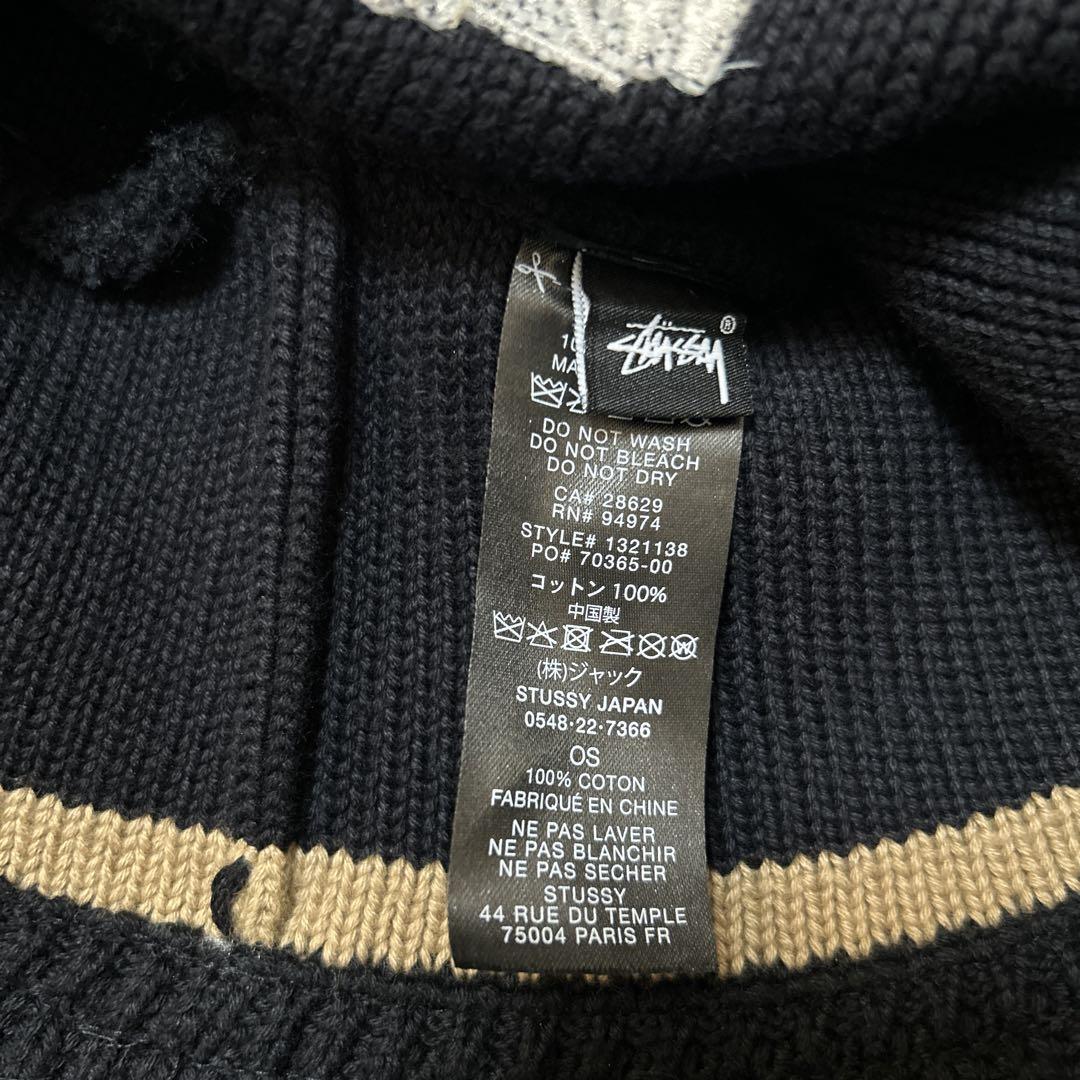 STÜSSY ®
DO NOT WASH
DO NOT BLEACH
DO NOT DRY
CA# 28629
RN# 94974
STYLE# 1321138
PO# 70365-00
コットン 100%
中国製
(株)ジャック
STUSSY JAPAN
0548・22・7366
OS
100% COTON
FABRIQUÉ EN CHINE
NE PAS LAVER
NE PAS BLANCHIR
NE PAS SECHER
STUSSY
44 RUE DU TEMPLE
75004 PARIS FR